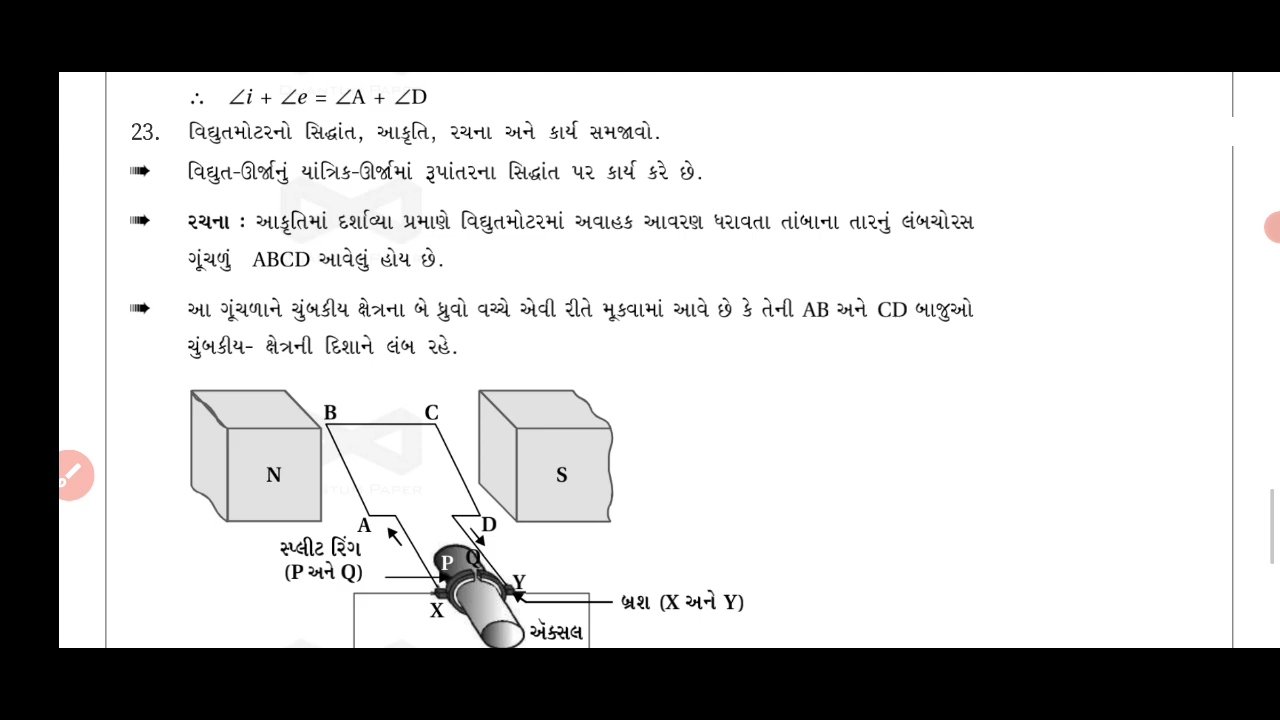 ∴ ∠i + ∠e = ∠A + ∠D
23. વિદ્યુતમોટરનો સિદ્ધાંત, આકૃતિ, રચના અને કાર્ય સમજાવો.
➠ વિદ્યુત-ઊર્જાનું યાંત્રિક-ઊર્જામાં રૂપાંતરના સિદ્ધાંત પર કાર્ય કરે છે.
➠ રચના : આકૃતિમાં દર્શાવ્યા પ્રમાણે વિદ્યુતમોટરમાં અવાહક આવરણ ધરાવતા તાંબાના તારનું લંબચોરસ
ગૂંચળું ABCD આવેલું હોય છે.
➠ આ ગૂંચળાને ચુંબકીય ક્ષેત્રના બે ધ્રુવો વચ્ચે એવી રીતે મૂકવામાં આવે છે કે તેની AB અને CD બાજુઓ
ચુંબકીય- ક્ષેત્રની દિશાને લંબ રહે.
B C
N S
A D
સ્પ્લીટ રિંગ
(P અને Q)
P Q
X Y
બ્રશ (X અને Y)
ઍક્સલ